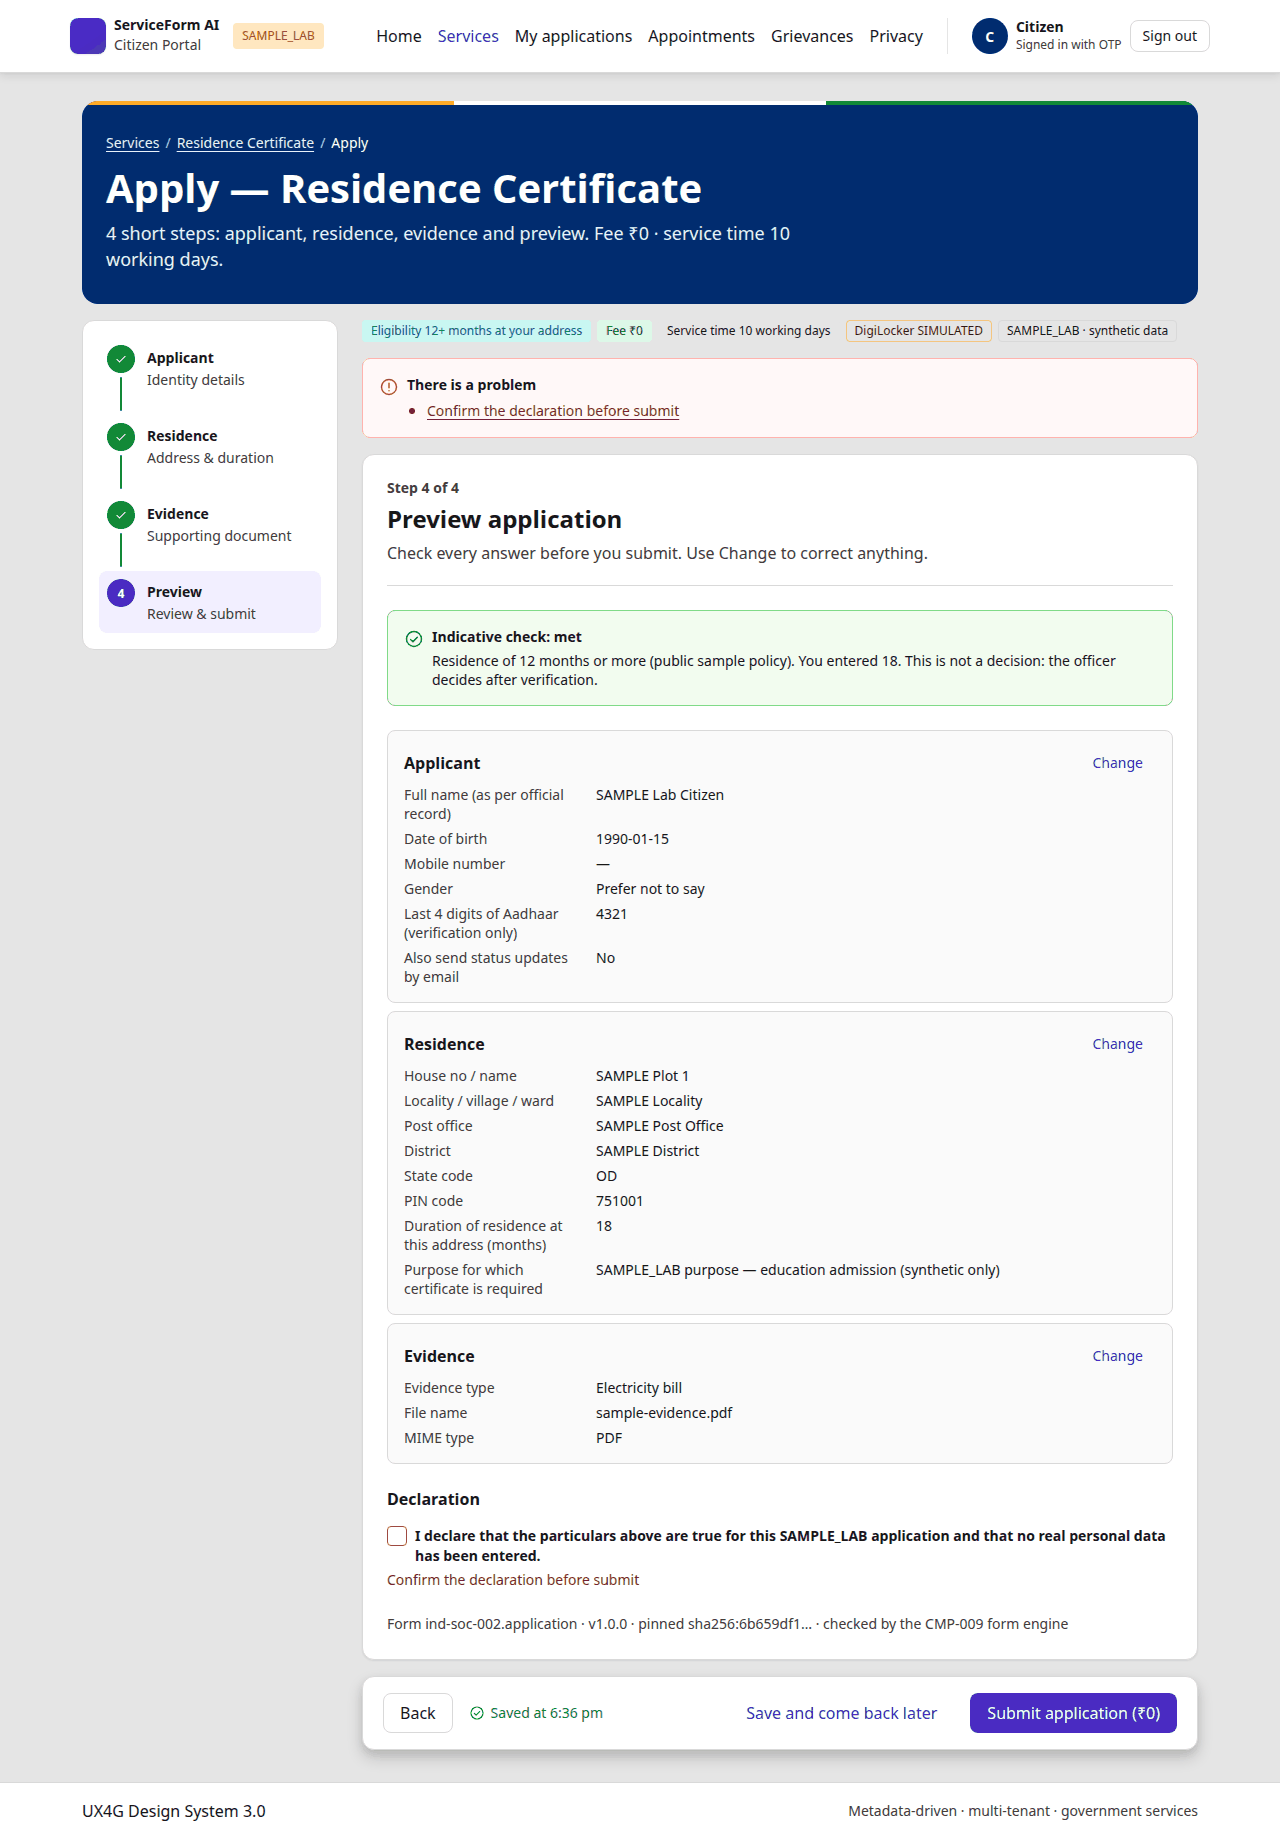 ServiceForm AI
Citizen Portal
SAMPLE_LAB
Home
Services
My applications
Appointments
Grievances
Privacy
C
Citizen
Signed in with OTP
Sign out
Services / Residence Certificate / Apply
Apply — Residence Certificate
4 short steps: applicant, residence, evidence and preview. Fee ₹0 · service time 10
working days.
Applicant
Identity details
Residence
Address & duration
Evidence
Supporting document
4
Preview
Review & submit
Eligibility 12+ months at your address
Fee ₹0
Service time 10 working days
DigiLocker SIMULATED
SAMPLE_LAB · synthetic data
There is a problem
Confirm the declaration before submit
Step 4 of 4
Preview application
Check every answer before you submit. Use Change to correct anything.
Indicative check: met
Residence of 12 months or more (public sample policy). You entered 18. This is not a decision: the officer
decides after verification.
Applicant
Change
Full name (as per official
record)
SAMPLE Lab Citizen
Date of birth
1990-01-15
Mobile number
—
Gender
Prefer not to say
Last 4 digits of Aadhaar
(verification only)
4321
Also send status updates
by email
No
Residence
Change
House no / name
SAMPLE Plot 1
Locality / village / ward
SAMPLE Locality
Post office
SAMPLE Post Office
District
SAMPLE District
State code
OD
PIN code
751001
Duration of residence at
this address (months)
18
Purpose for which
certificate is required
SAMPLE_LAB purpose — education admission (synthetic only)
Evidence
Change
Evidence type
Electricity bill
File name
sample-evidence.pdf
MIME type
PDF
Declaration
I declare that the particulars above are true for this SAMPLE_LAB application and that no real personal data
has been entered.
Confirm the declaration before submit
Form ind-soc-002.application · v1.0.0 · pinned sha256:6b659df1… · checked by the CMP-009 form engine
Back
Saved at 6:36 pm
Save and come back later
Submit application (₹0)
UX4G Design System 3.0
Metadata-driven · multi-tenant · government services